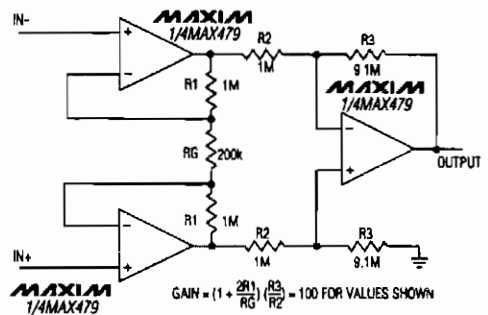 MAXIM
1/4MAX479
IN-
+
−
R2
1M
R3
9.1M
R1
1M
MAXIM
1/4MAX479
RG
200k
−
+
OUTPUT
R1
1M
−
+
IN+
R2
1M
R3
9.1M
MAXIM
1/4MAX479
GAIN = (1 + 2R1/RG) (R3/R2) = 100 FOR VALUES SHOWN